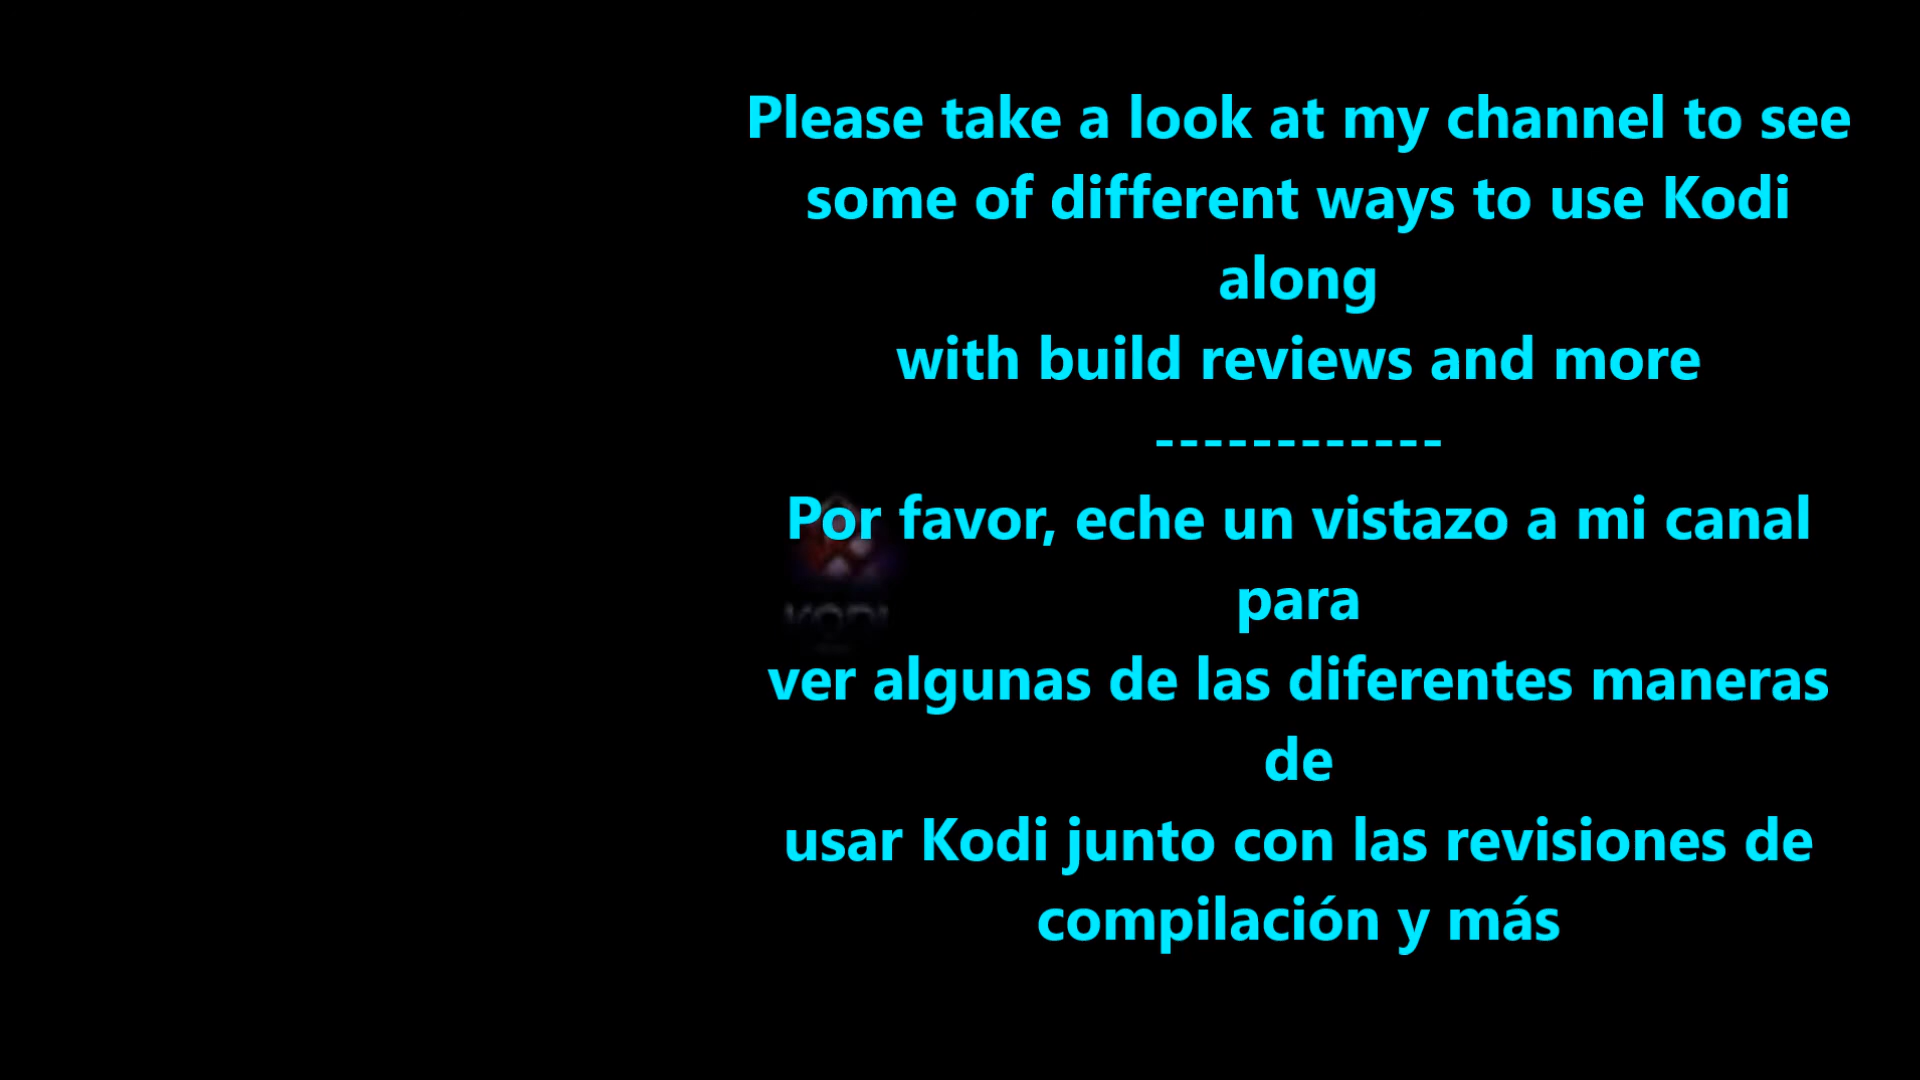 Please take a look at my channel to see
some of different ways to use Kodi
along
with build reviews and more
------------
Por favor, eche un vistazo a mi canal
para
ver algunas de las diferentes maneras
de
KODI
usar Kodi junto con las revisiones de
compilación y más